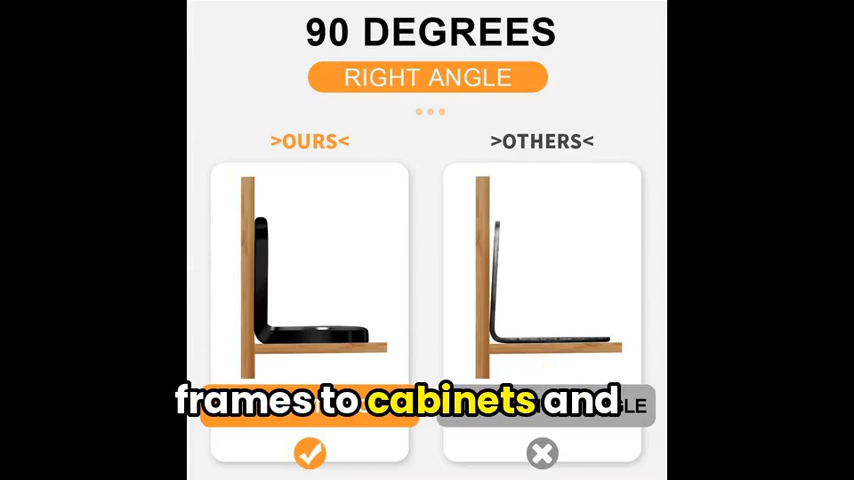 90 DEGREES
RIGHT ANGLE
>OURS<
>OTHERS<
frames to cabinets and